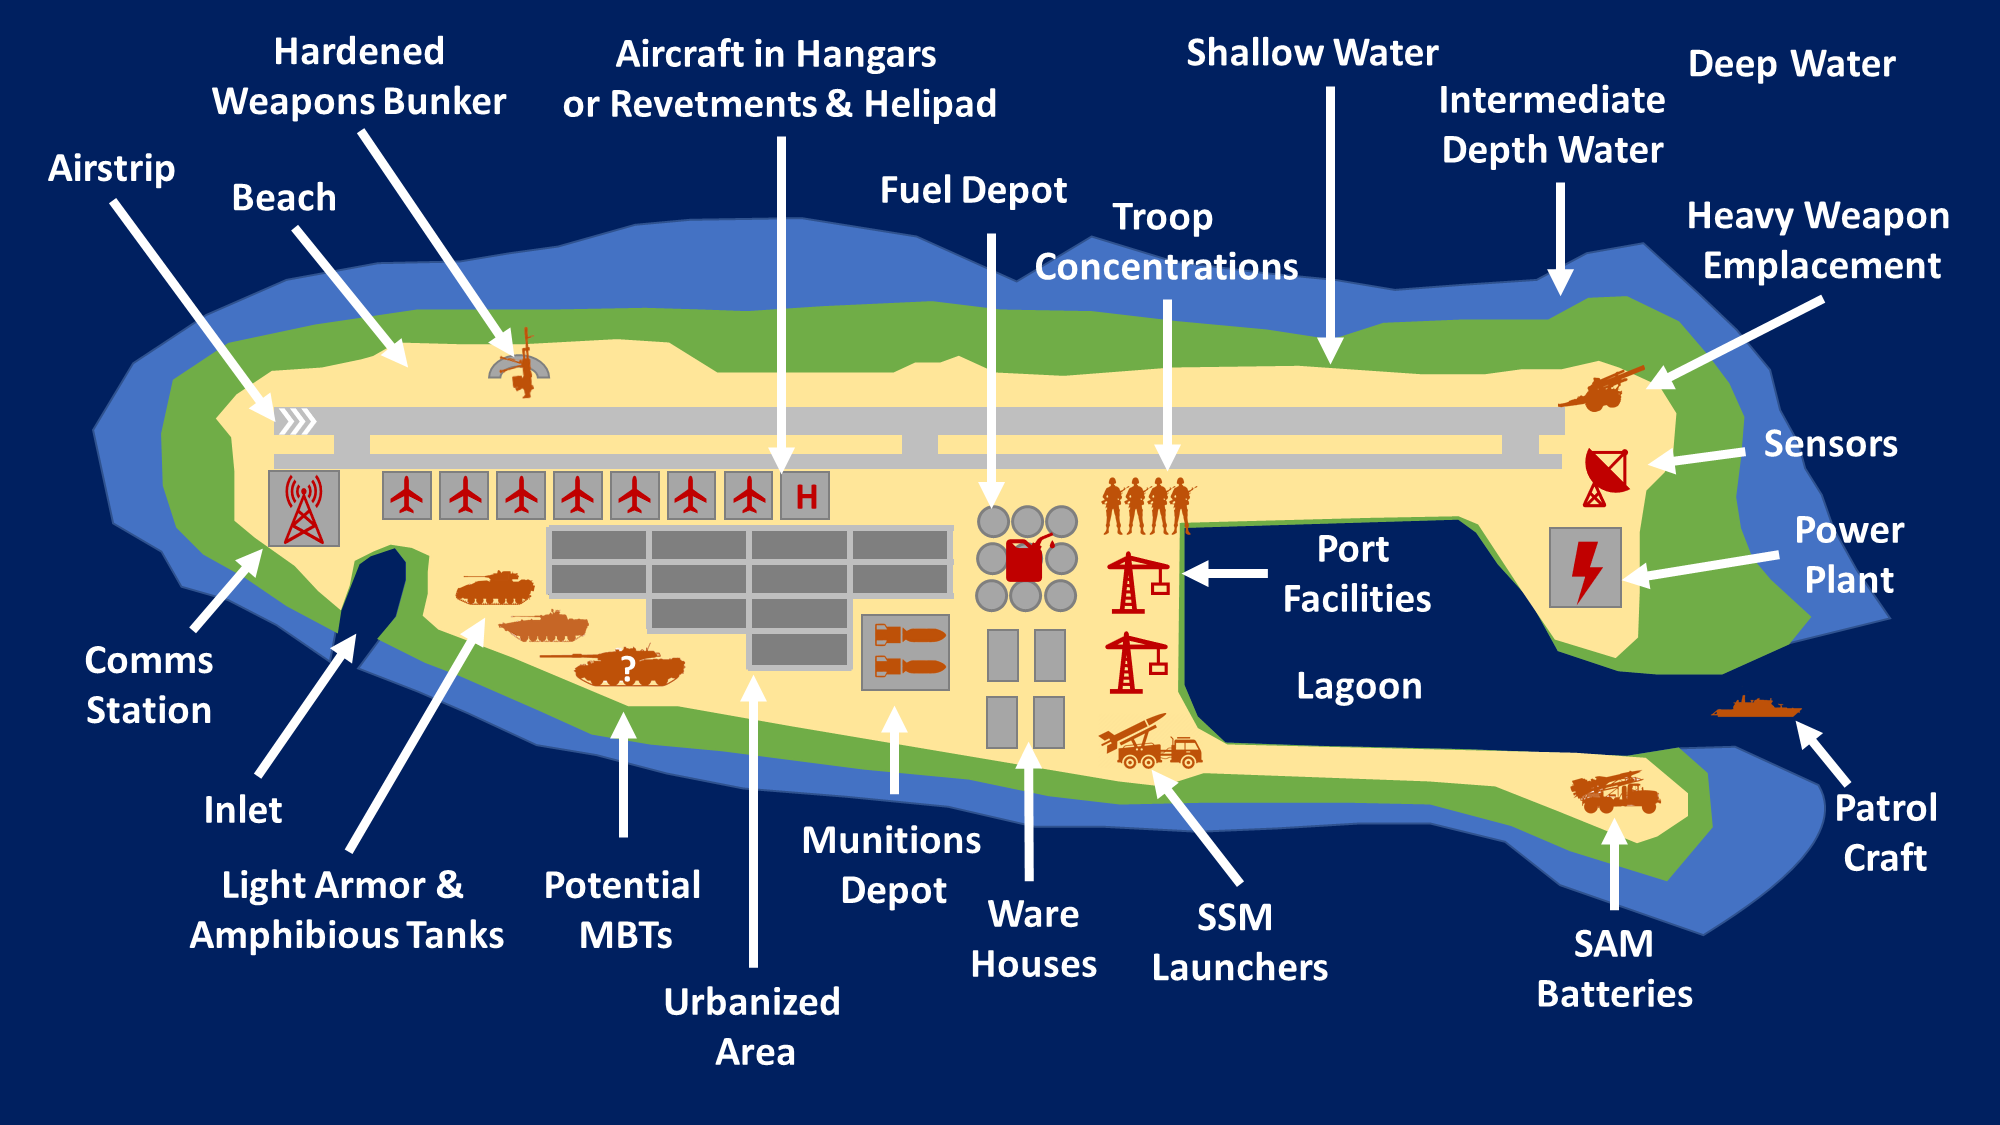 Hardened
Weapons Bunker
Aircraft in Hangars
or Revetments & Helipad
Shallow Water
Deep Water
Intermediate
Depth Water
Airstrip
Beach
Fuel Depot
Troop
Concentrations
Heavy Weapon
Emplacement
Sensors
H
Power
Plant
Port
Facilities
Comms
Station
?
Lagoon
Inlet
Patrol
Craft
Light Armor &
Amphibious Tanks
Potential
MBTs
Munitions
Depot
Ware
Houses
SSM
Launchers
SAM
Batteries
Urbanized
Area